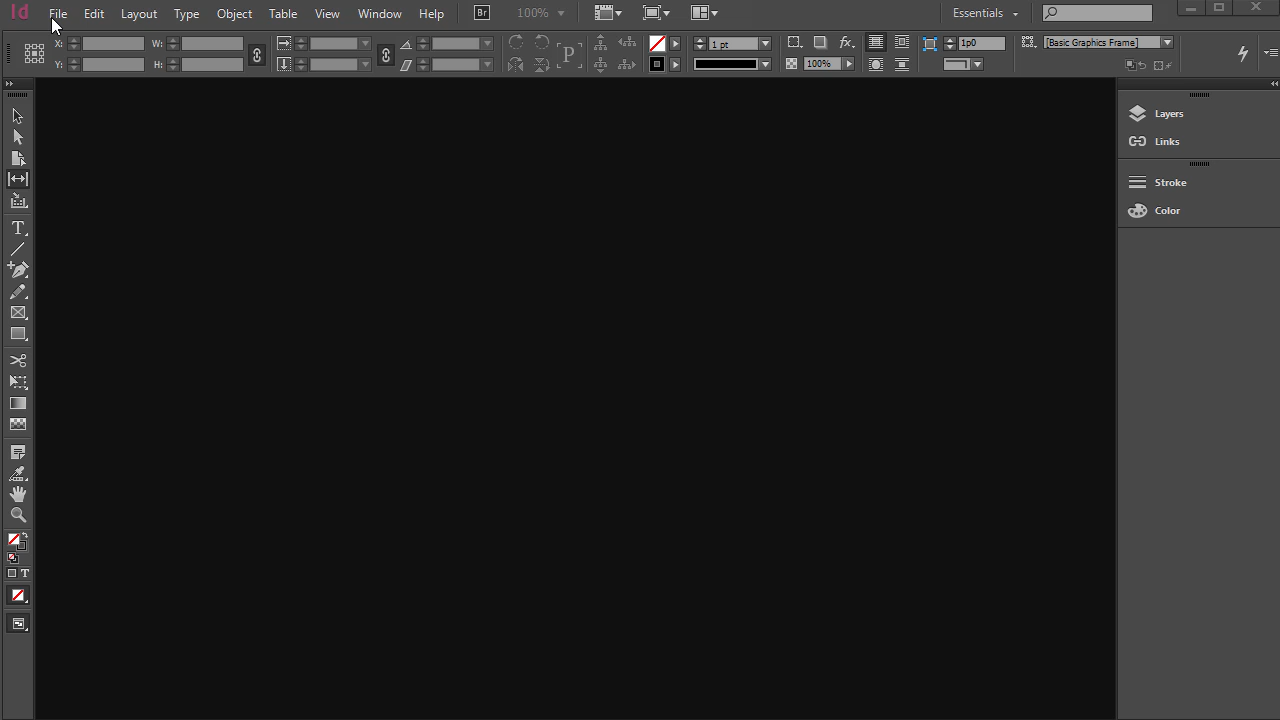 Id File Edit Layout Type Object Table View Window Help Br 100% Essentials
X: W: 1 pt 1p0 [Basic Graphics Frame]
Y: H: P fx. 100%
Layers
Links
Stroke
Color
T
T